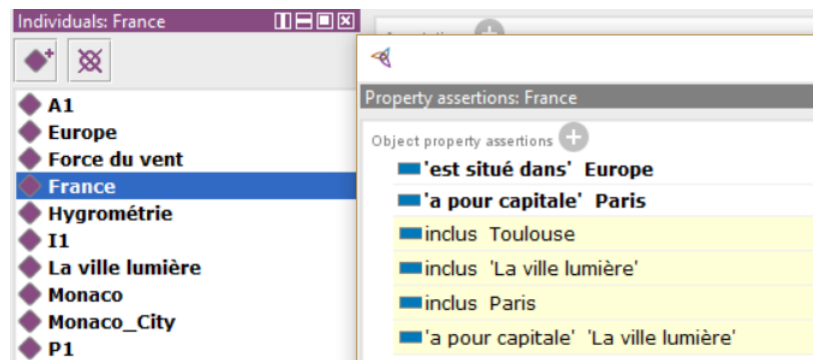 Individuals: France
A1
Europe
Force du vent
France
Hygrométrie
I1
La ville lumière
Monaco
Monaco_City
P1
Property assertions: France
Object property assertions
'est situé dans' Europe
'a pour capitale' Paris
inclus Toulouse
inclus 'La ville lumière'
inclus Paris
'a pour capitale' 'La ville lumière'